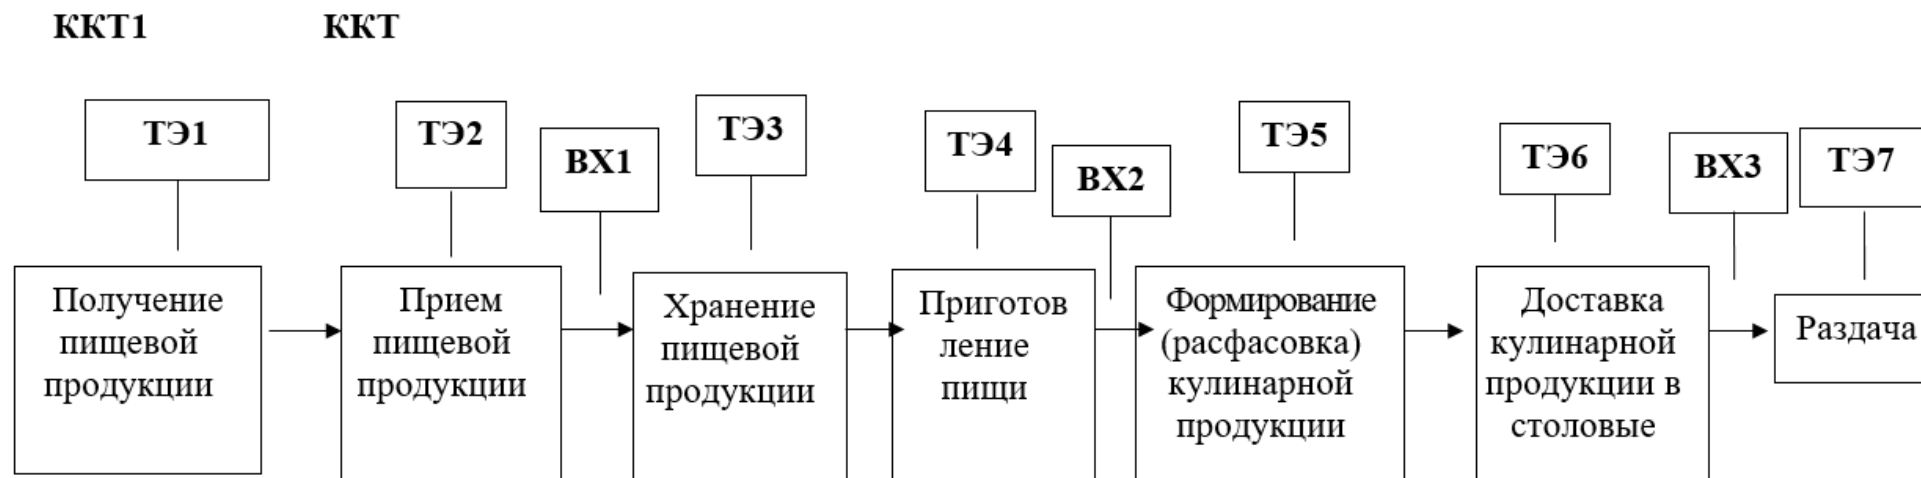 ККТ1 ККТ
ТЭ1 ТЭ2 ВХ1 ТЭ3 ТЭ4 ВХ2 ТЭ5 ТЭ6 ВХ3 ТЭ7
Получение
пищевой
продукции
Прием
пищевой
продукции
Хранение
пищевой
продукции
Приготов
ление
пищи
Формирование
(расфасовка)
кулинарной
продукции
Доставка
кулинарной
продукции в
столовые
Раздача